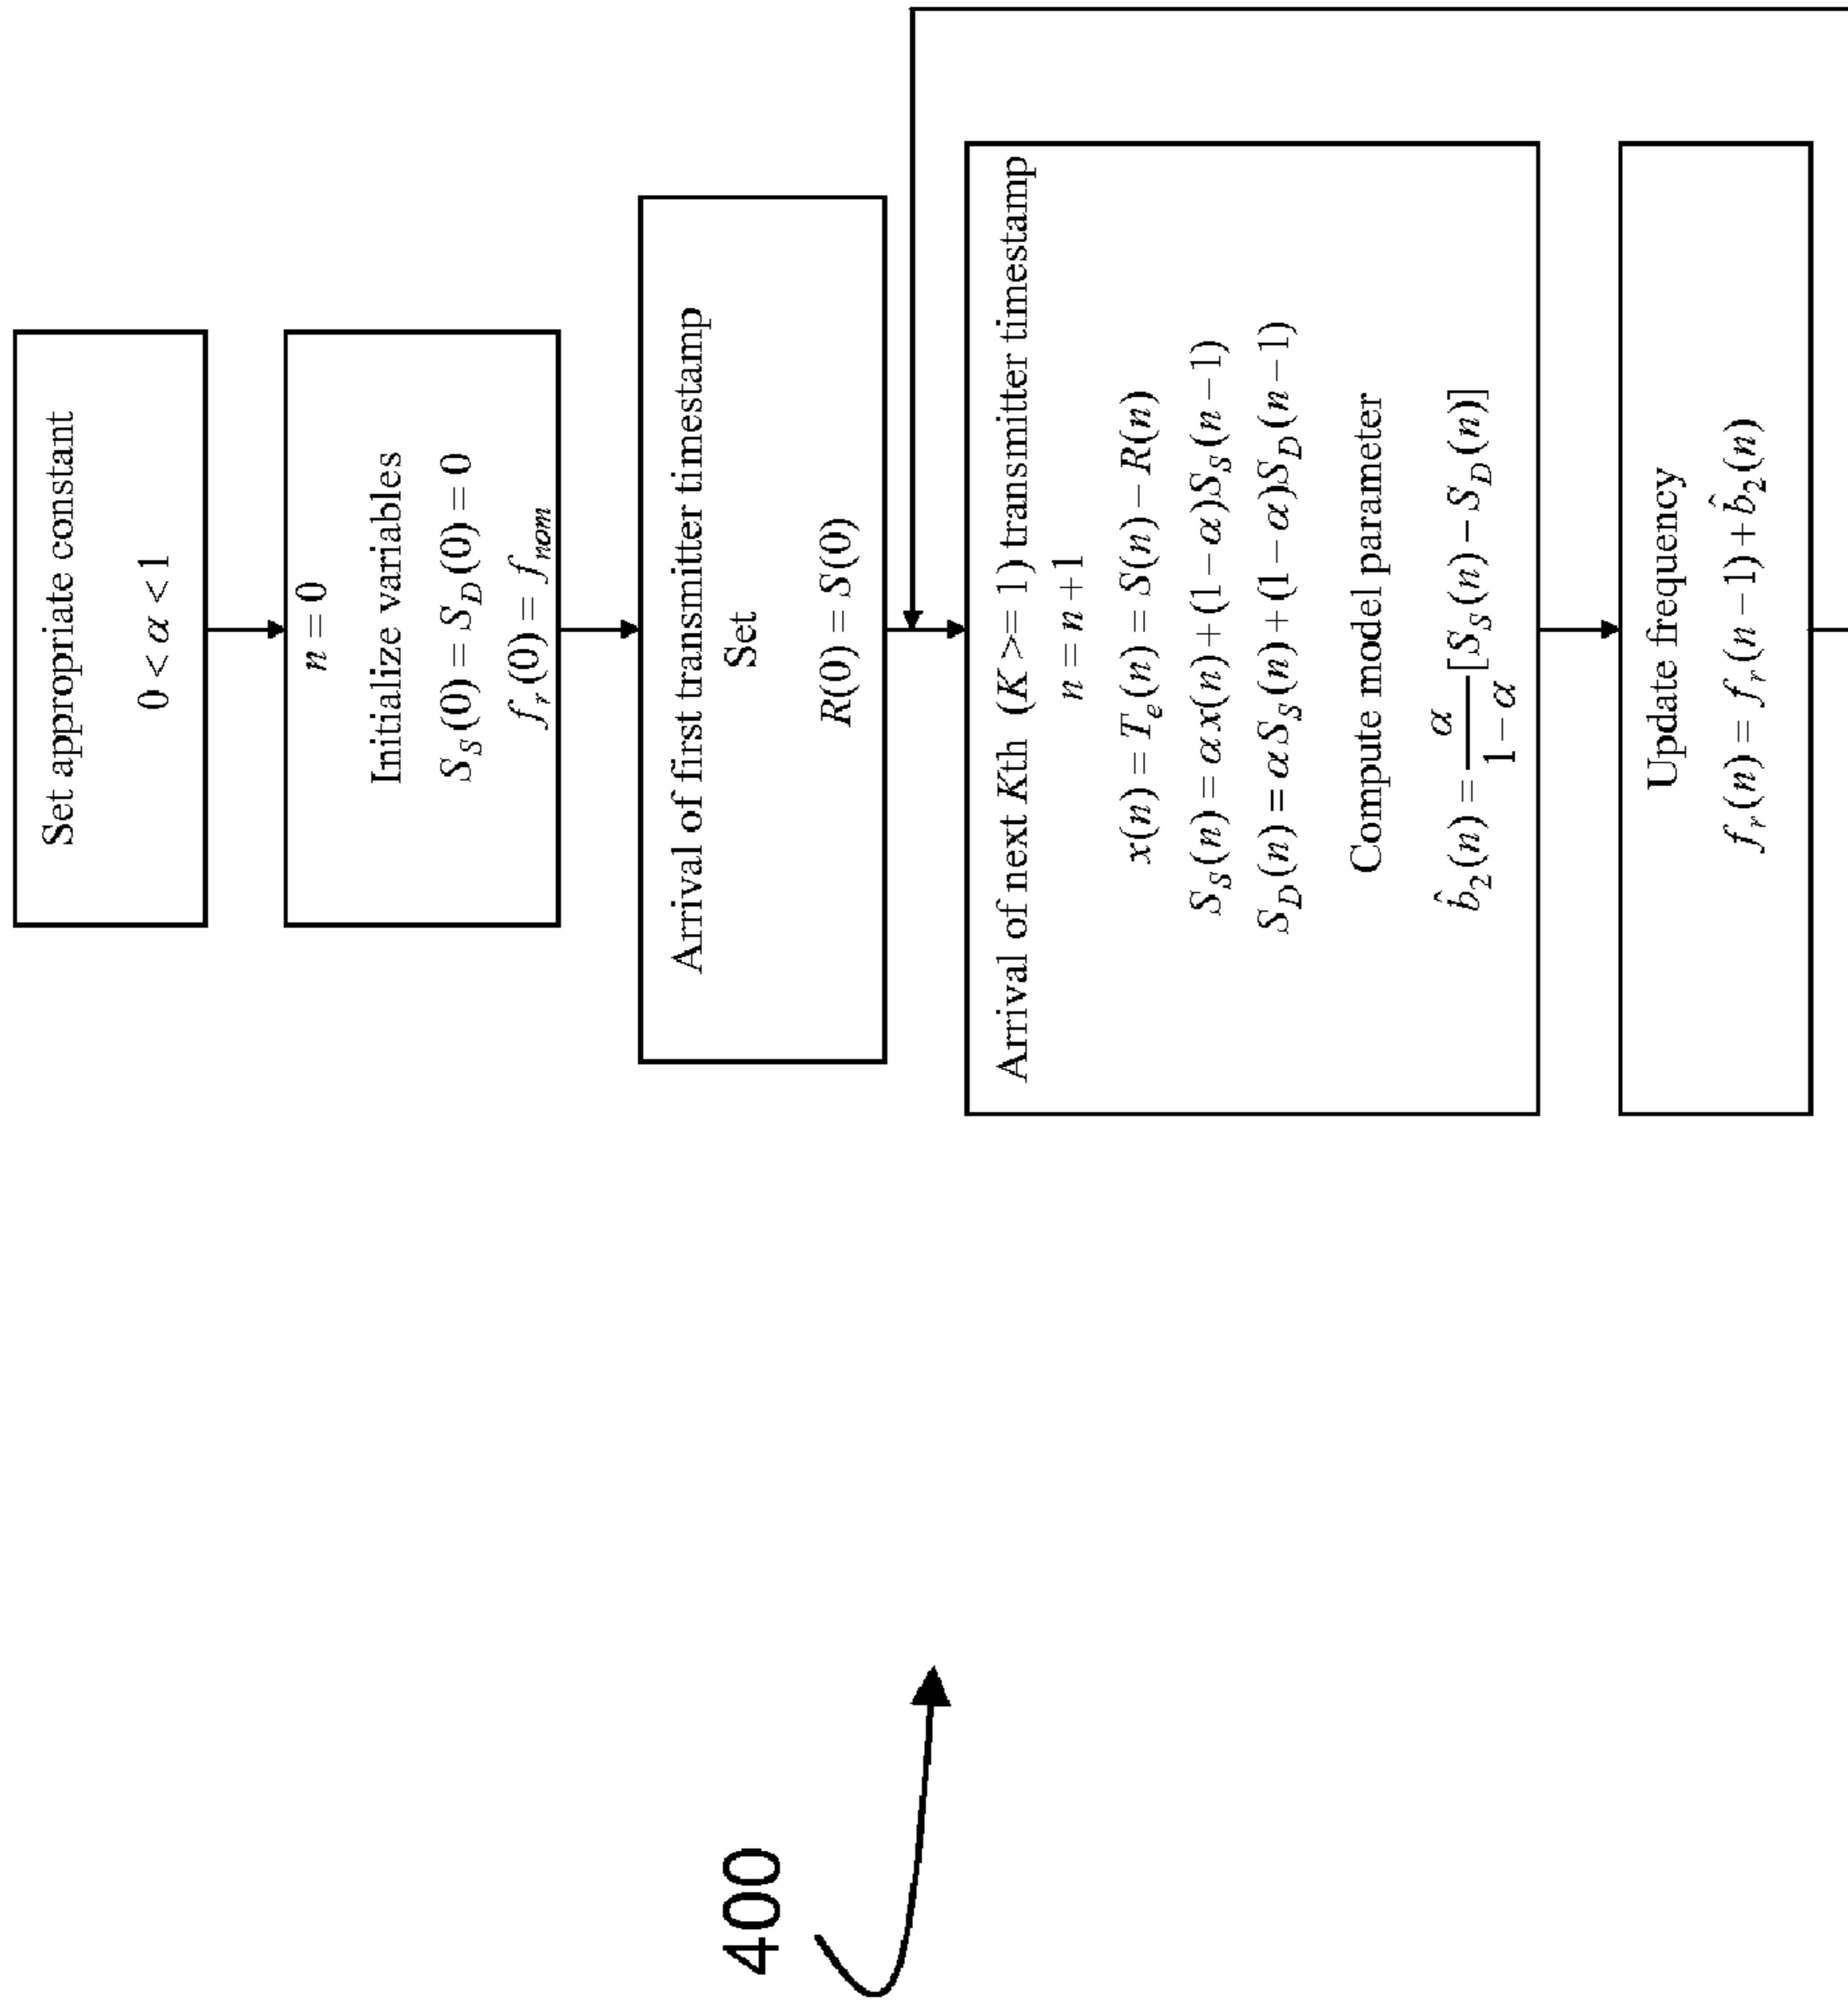 Set appropriate constant
0 < α < 1
n = 0
Initialize variables
S_S(0) = S_D(0) = 0
f_r(0) = f_nom
Arrival of first transmitter timestamp
Set
R(0) = S(0)
Arrival of next Kth (K >= 1) transmitter timestamp
n = n + 1
x(n) = T_e(n) = S(n) − R(n)
S_S(n) = αx(n) + (1 − α)S_S(n − 1)
S_D(n) = αS_S(n) + (1 − α)S_D(n − 1)
Compute model parameter
b̂_2(n) = α / (1 − α) [S_S(n) − S_D(n)]
Update frequency
f_r(n) = f_r(n − 1) + b̂_2(n)
400